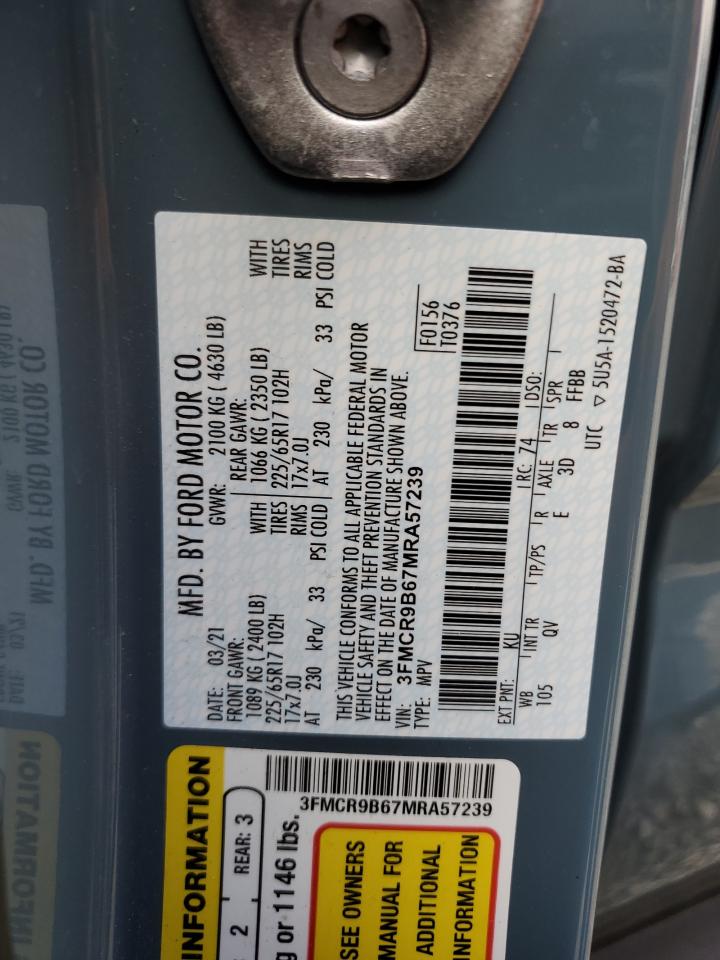 MFD. BY FORD MOTOR CO.
DATE: 03/21 GVWR: 2100 KG ( 4630 LB)
FRONT GAWR: REAR GAWR:
1089 KG ( 2400 LB) WITH 1066 KG ( 2350 LB) WITH
225/65R17 102H TIRES 225/65R17 102H TIRES
17x7.0J RIMS 17x7.0J RIMS
AT 230 kPa/ 33 PSI COLD AT 230 kPa/ 33 PSI COLD
THIS VEHICLE CONFORMS TO ALL APPLICABLE FEDERAL MOTOR
VEHICLE SAFETY AND THEFT PREVENTION STANDARDS IN
EFFECT ON THE DATE OF MANUFACTURE SHOWN ABOVE.
VIN: 3FMCR9B67MRA57239
TYPE: MPV
F0156
T0376
EXT PNT: KU RC: 74 DSO:
WB INT TR TP/PS R AXLE TR SPR
105 QV E 3D 8 FFBB
UTC ▽ 5U5A-1520472-BA
INFORMATION
2 REAR: 3
g or 1146 lbs.
3FMCR9B67MRA57239
SEE OWNERS
MANUAL FOR
ADDITIONAL
INFORMATION